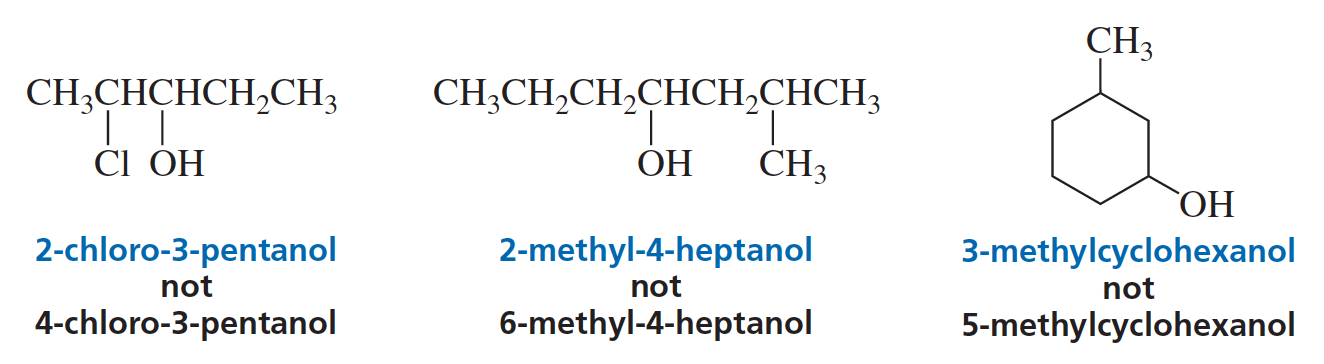 CH₃CHCHCH₂CH₃
Cl OH
2-chloro-3-pentanol
not
4-chloro-3-pentanol
CH₃CH₂CH₂CHCH₂CHCH₃
OH CH₃
2-methyl-4-heptanol
not
6-methyl-4-heptanol
CH₃
OH
3-methylcyclohexanol
not
5-methylcyclohexanol